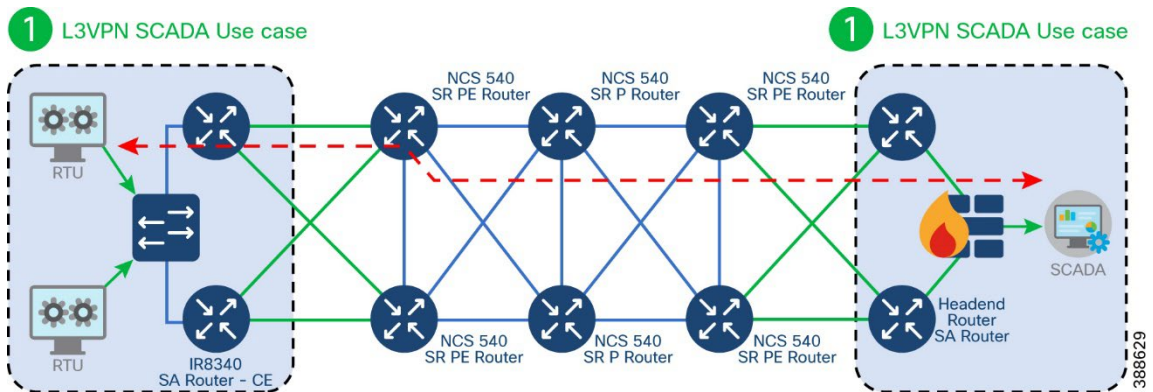 1 L3VPN SCADA Use case
1 L3VPN SCADA Use case
NCS 540
SR PE Router
NCS 540
SR P Router
NCS 540
SR PE Router
RTU
SCADA
RTU
IR8340
SA Router - CE
NCS 540
SR PE Router
NCS 540
SR P Router
NCS 540
SR PE Router
Headend
Router
SA Router
388629